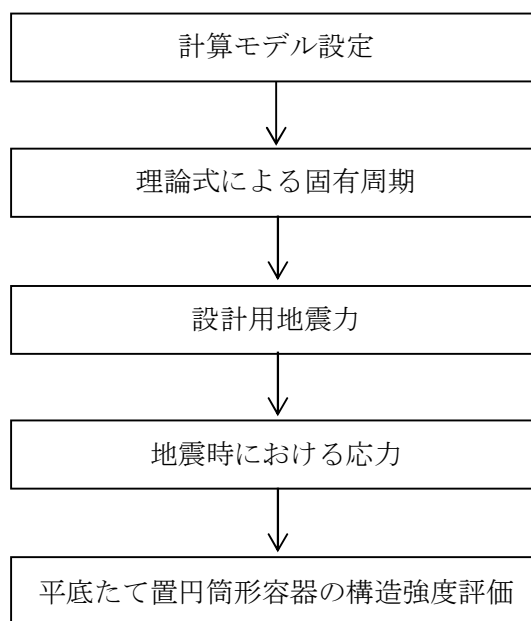 計算モデル設定
理論式による固有周期
設計用地震力
地震時における応力
平底たて置円筒形容器の構造強度評価